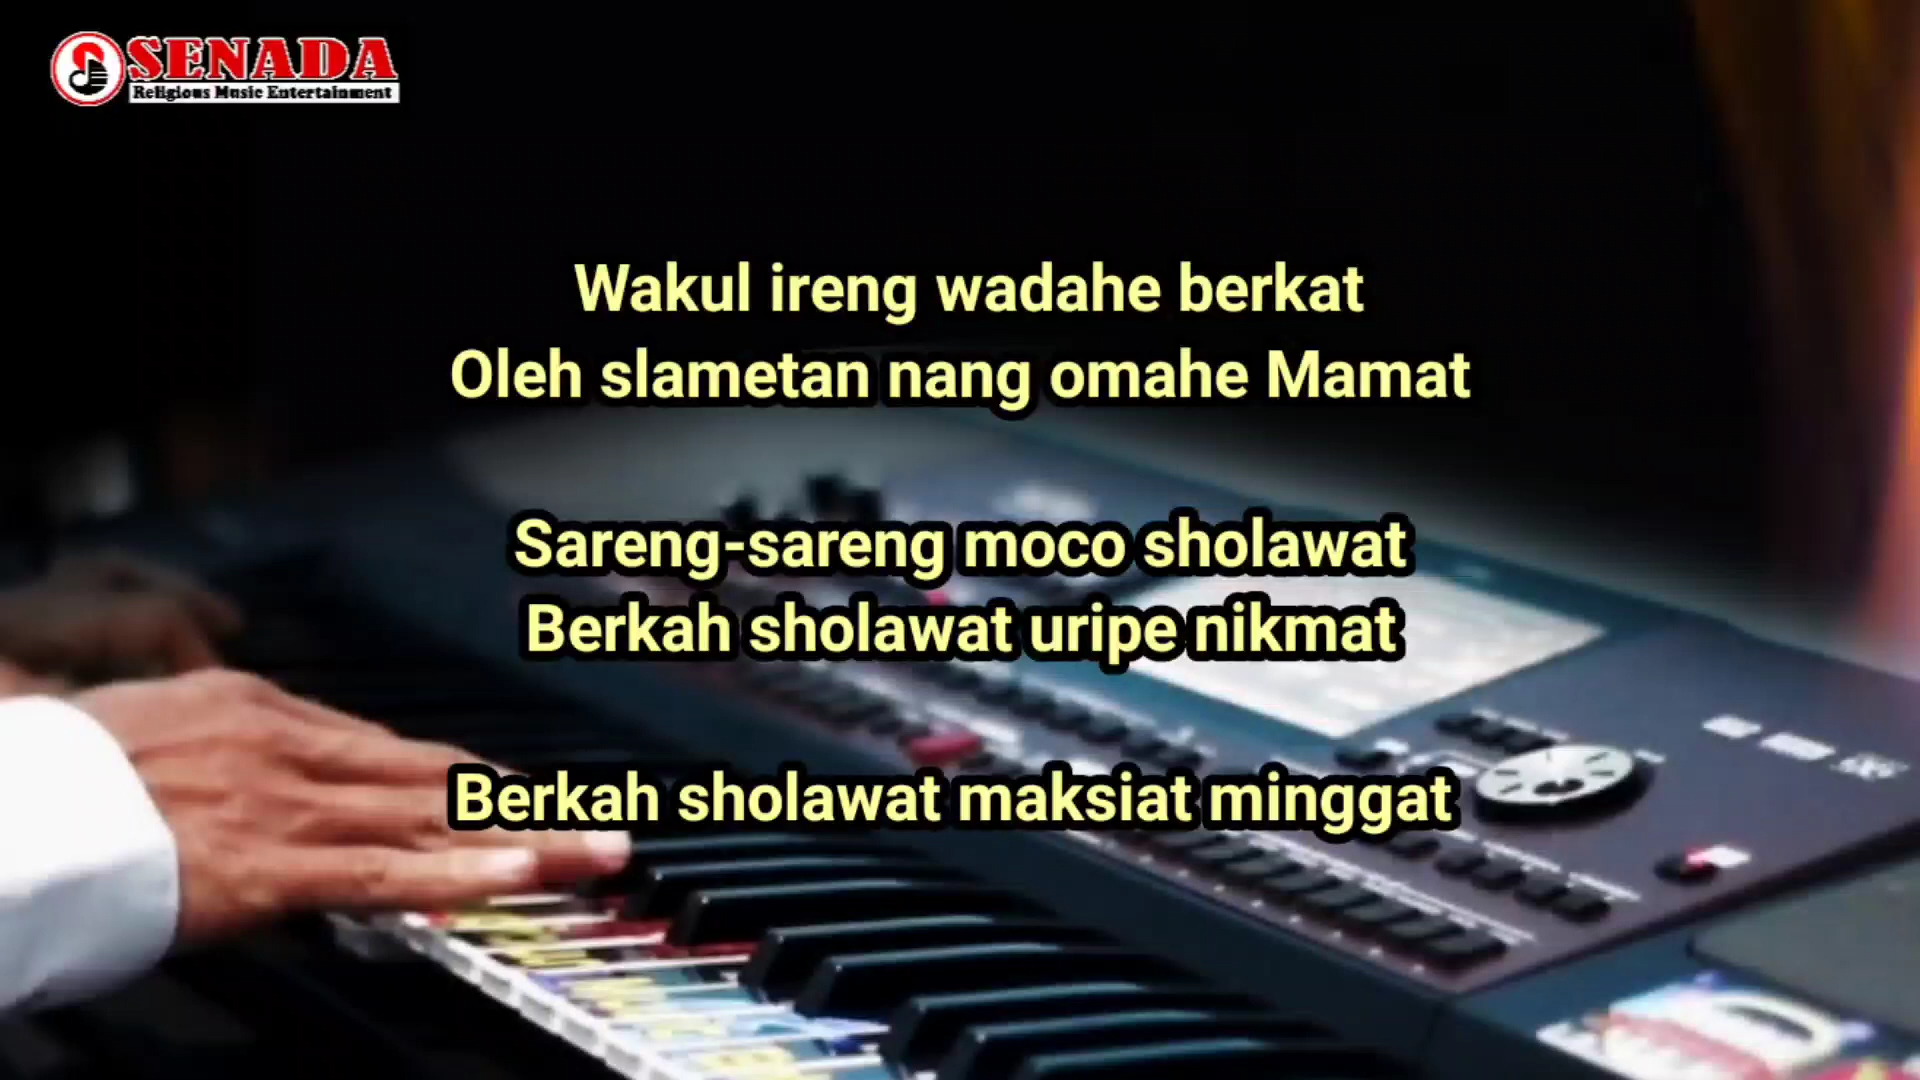 SENADA
Religious Music Entertainment
Wakul ireng wadahe berkat
Oleh slametan nang omahe Mamat
Sareng-sareng moco sholawat
Berkah sholawat uripe nikmat
Berkah sholawat maksiat minggat